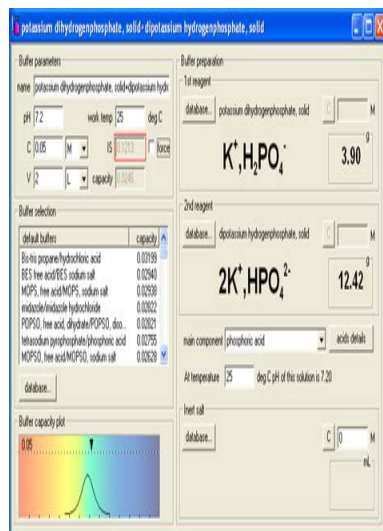 potassium dihydrogenphosphate, solid+dipotassium hydrogenphosphate, solid
Buffer parameters
name potassium dihydrogenphosphate, solid+dipotassium hydr
pH 7.2 work temp 25 deg C
C 0.05 M IS 0.1213 force
V 2 L capacity 0.0246
Buffer selection
default buffers capacity
Bis-tris propane/hydrochloric acid 0.03199
BES free acid/BES sodium salt 0.02940
MOPS, free acid/MOPS, sodium salt 0.02938
imidazole/imidazole hydrochloride 0.02822
POPSO, free acid, dihydrate/POPSO, diso... 0.02821
tetrasodium pyrophosphate/phosphoric acid 0.02755
MOPSO, free acid/MOPSO, sodium salt 0.02628
database...
Buffer capacity plot
0.05
Buffer preparation
1st reagent
database... potassium dihydrogenphosphate, solid C M
K⁺,H₂PO₄⁻
g
3.90
2nd reagent
database... dipotassium hydrogenphosphate, solid C M
2K⁺,HPO₄²⁻
g
12.42
main component phosphoric acid acids details
At temperature 25 deg C pH of this solution is 7.20
Inert salt
database... C 0 M
mL